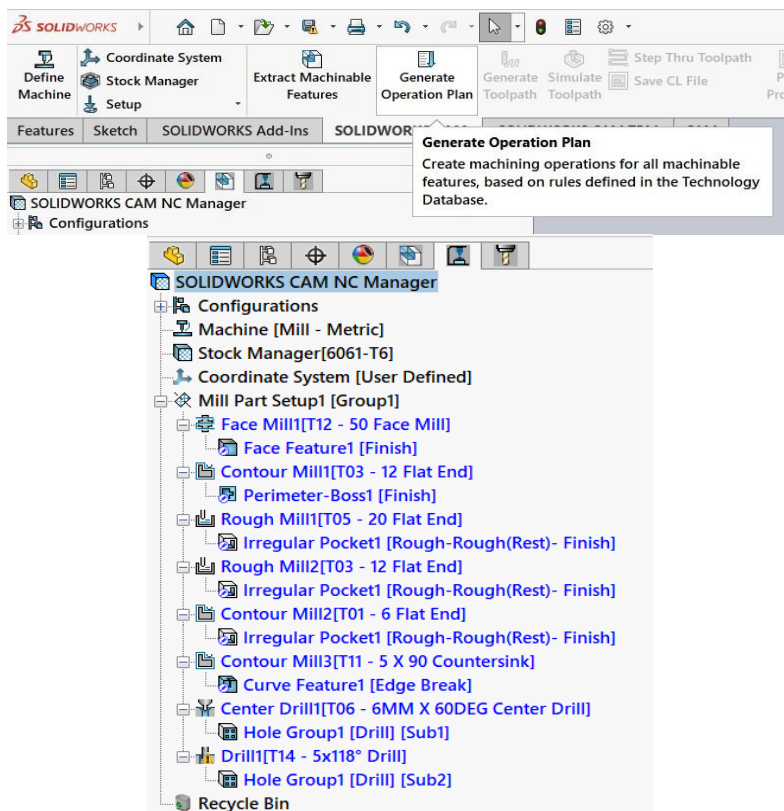 SOLIDWORKS
Define Machine
Coordinate System
Stock Manager
Setup
Extract Machinable Features
Generate Operation Plan
Generate Toolpath
Simulate Toolpath
Step Thru Toolpath
Save CL File
Features Sketch SOLIDWORKS Add-Ins
Generate Operation Plan
Create machining operations for all machinable
features, based on rules defined in the Technology
Database.
SOLIDWORKS CAM NC Manager
Configurations
SOLIDWORKS CAM NC Manager
Configurations
Machine [Mill - Metric]
Stock Manager[6061-T6]
Coordinate System [User Defined]
Mill Part Setup1 [Group1]
Face Mill1[T12 - 50 Face Mill]
Face Feature1 [Finish]
Contour Mill1[T03 - 12 Flat End]
Perimeter-Boss1 [Finish]
Rough Mill1[T05 - 20 Flat End]
Irregular Pocket1 [Rough-Rough(Rest)- Finish]
Rough Mill2[T03 - 12 Flat End]
Irregular Pocket1 [Rough-Rough(Rest)- Finish]
Contour Mill2[T01 - 6 Flat End]
Irregular Pocket1 [Rough-Rough(Rest)- Finish]
Contour Mill3[T11 - 5 X 90 Countersink]
Curve Feature1 [Edge Break]
Center Drill1[T06 - 6MM X 60DEG Center Drill]
Hole Group1 [Drill] [Sub1]
Drill1[T14 - 5x118° Drill]
Hole Group1 [Drill] [Sub2]
Recycle Bin